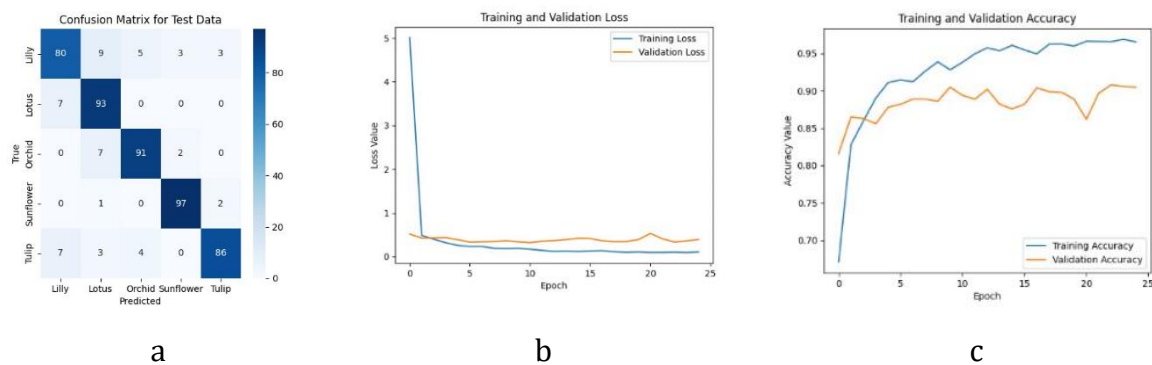 Confusion Matrix for Test Data
True
Lilly
80 9 5 3 3
Lotus
7 93 0 0 0
Orchid
0 7 91 2 0
Sunflower
0 1 0 97 2
Tulip
7 3 4 0 86
Lilly Lotus Orchid Sunflower Tulip
Predicted
80
60
40
20
0
a
Training and Validation Loss
Training Loss
Validation Loss
Loss Value
5
4
3
2
1
0
0 5 10 15 20 25
Epoch
b
Training and Validation Accuracy
Accuracy Value
0.95
0.90
0.85
0.80
0.75
0.70
Training Accuracy
Validation Accuracy
0 5 10 15 20 25
Epoch
c